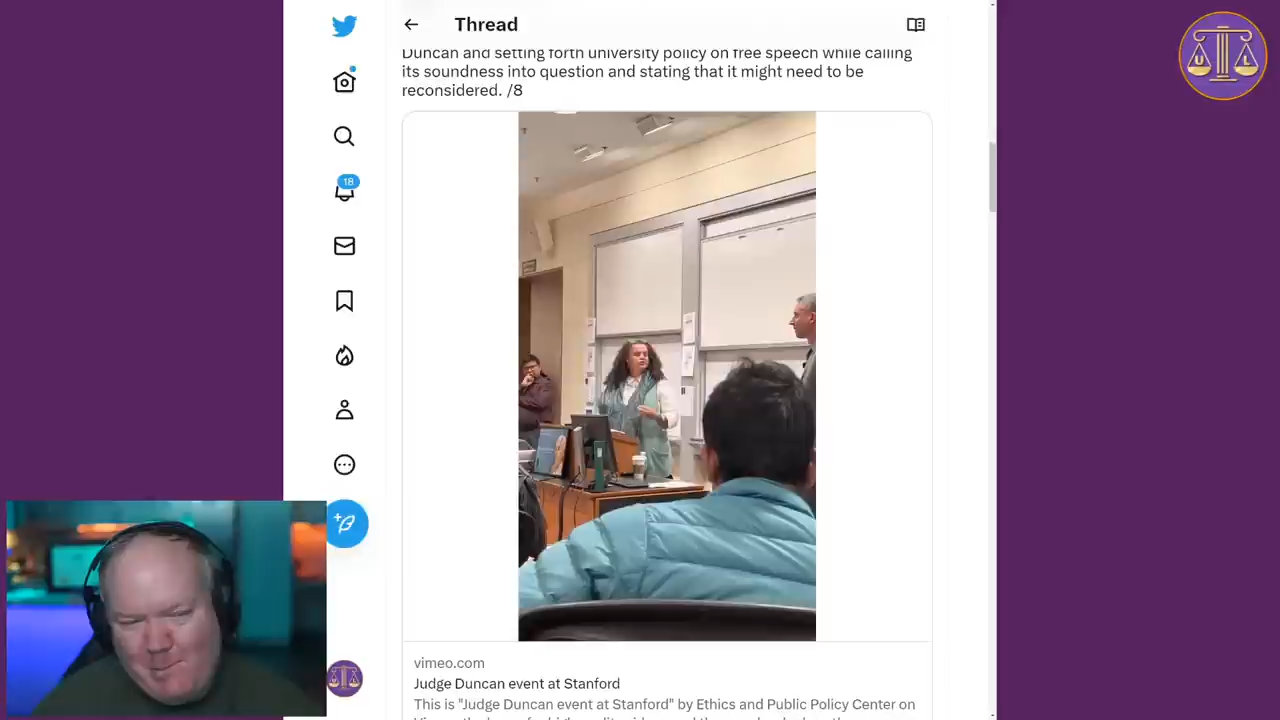 Thread
Duncan and setting forth university policy on free speech while calling
its soundness into question and stating that it might need to be
reconsidered. /8
18
U L
vimeo.com
Judge Duncan event at Stanford
This is "Judge Duncan event at Stanford" by Ethics and Public Policy Center on